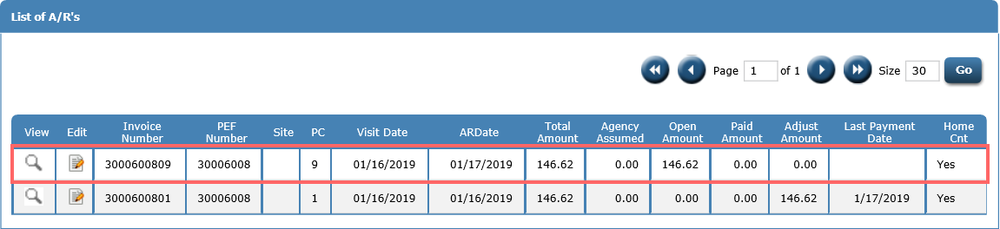 List of A/R's
Page 1 of 1 Size 30 Go
View Edit Invoice Number PEF Number Site PC Visit Date ARDate Total Amount Agency Assumed Open Amount Paid Amount Adjust Amount Last Payment Date Home Cnt
3000600809 30006008 9 01/16/2019 01/17/2019 146.62 0.00 146.62 0.00 0.00 Yes
3000600801 30006008 1 01/16/2019 01/16/2019 146.62 0.00 0.00 0.00 146.62 1/17/2019 Yes